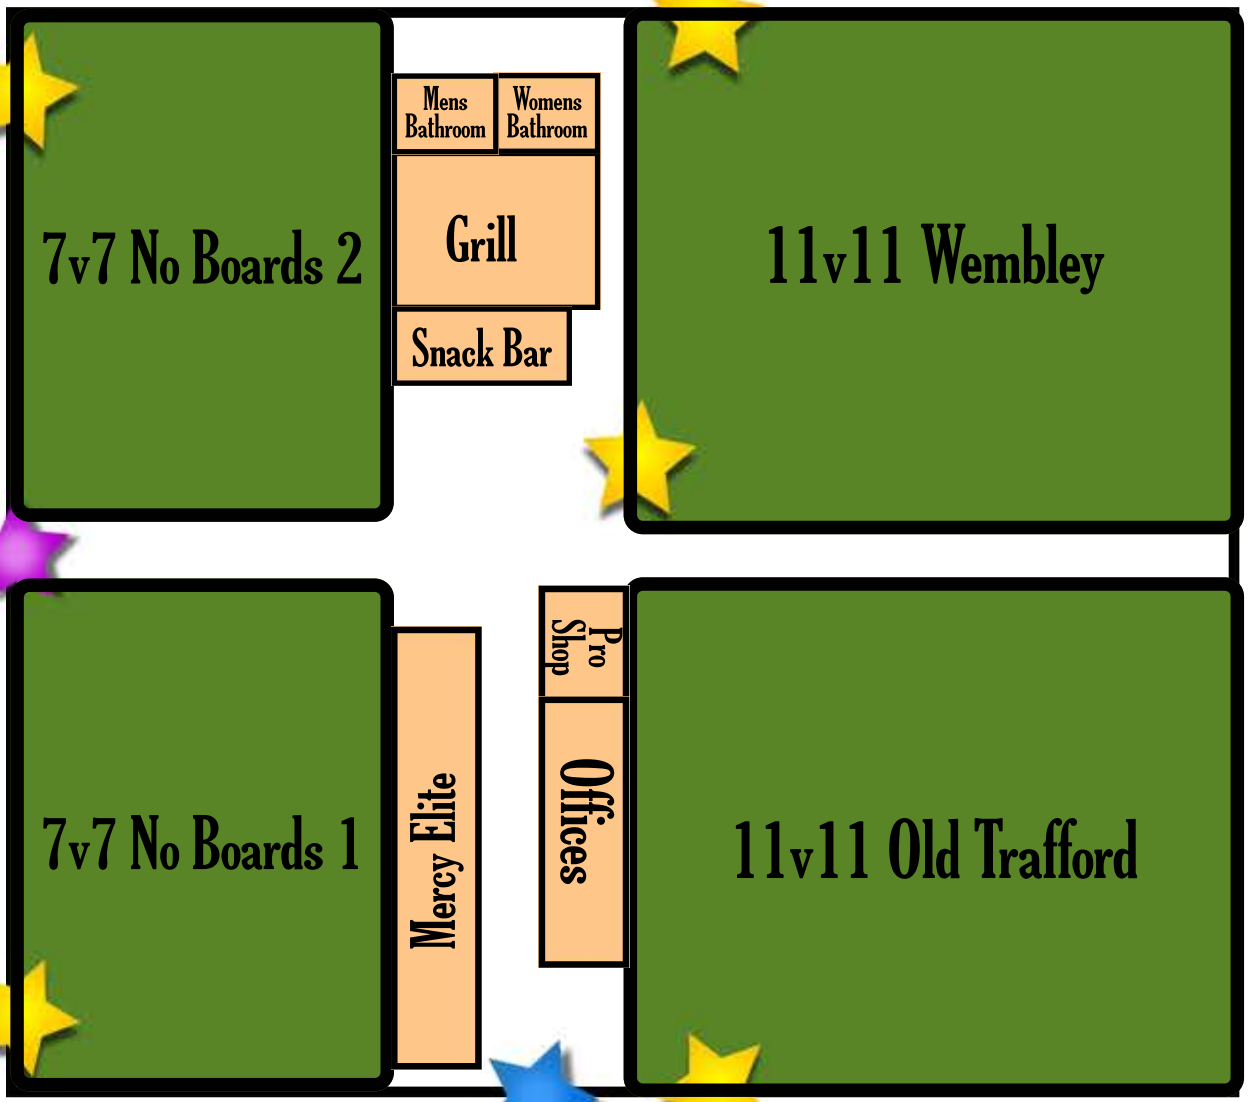 Mens
Bathroom
Womens
Bathroom
7v7 No Boards 2
Grill
11v11 Wembley
Snack Bar
Pro
Shop
7v7 No Boards 1
Mercy Elite
Offices
11v11 Old Trafford